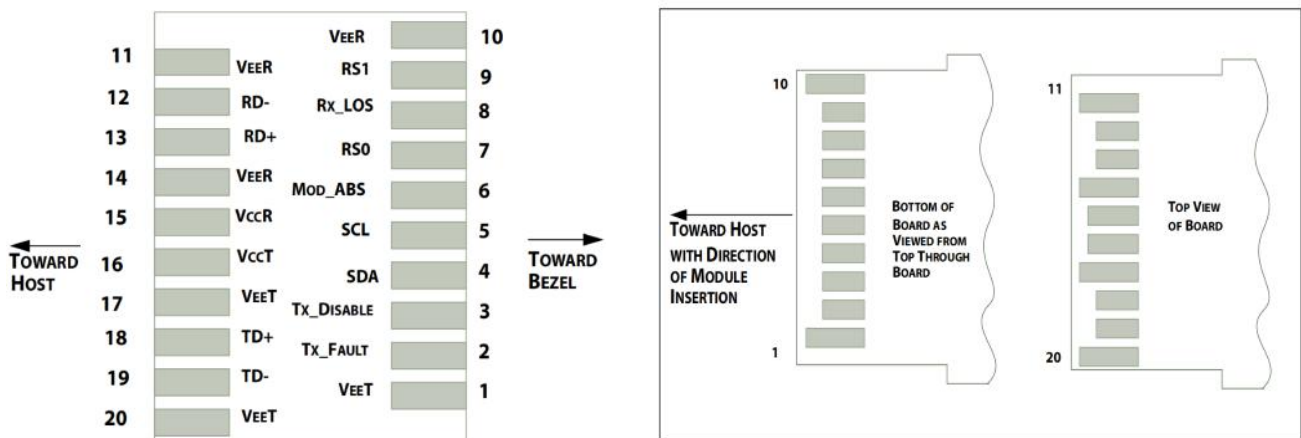 11
12
13
14
15
16
17
18
19
20
VEER
RD-
RD+
VEER
VCCR
VCCT
VEET
TD+
TD-
VEET
VEER
RS1
RX_LOS
RS0
MOD_ABS
SCL
SDA
TX_DISABLE
TX_FAULT
VEET
10
9
8
7
6
5
4
3
2
1
TOWARD
HOST
TOWARD
BEZEL
10
1
TOWARD HOST
WITH DIRECTION
OF MODULE
INSERTION
BOTTOM OF
BOARD AS
VIEWED FROM
TOP THROUGH
BOARD
11
20
TOP VIEW
OF BOARD